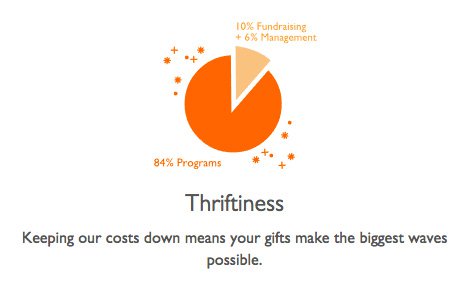 10% Fundraising
+ 6% Management
84% Programs
Thriftiness
Keeping our costs down means your gifts make the biggest waves
possible.